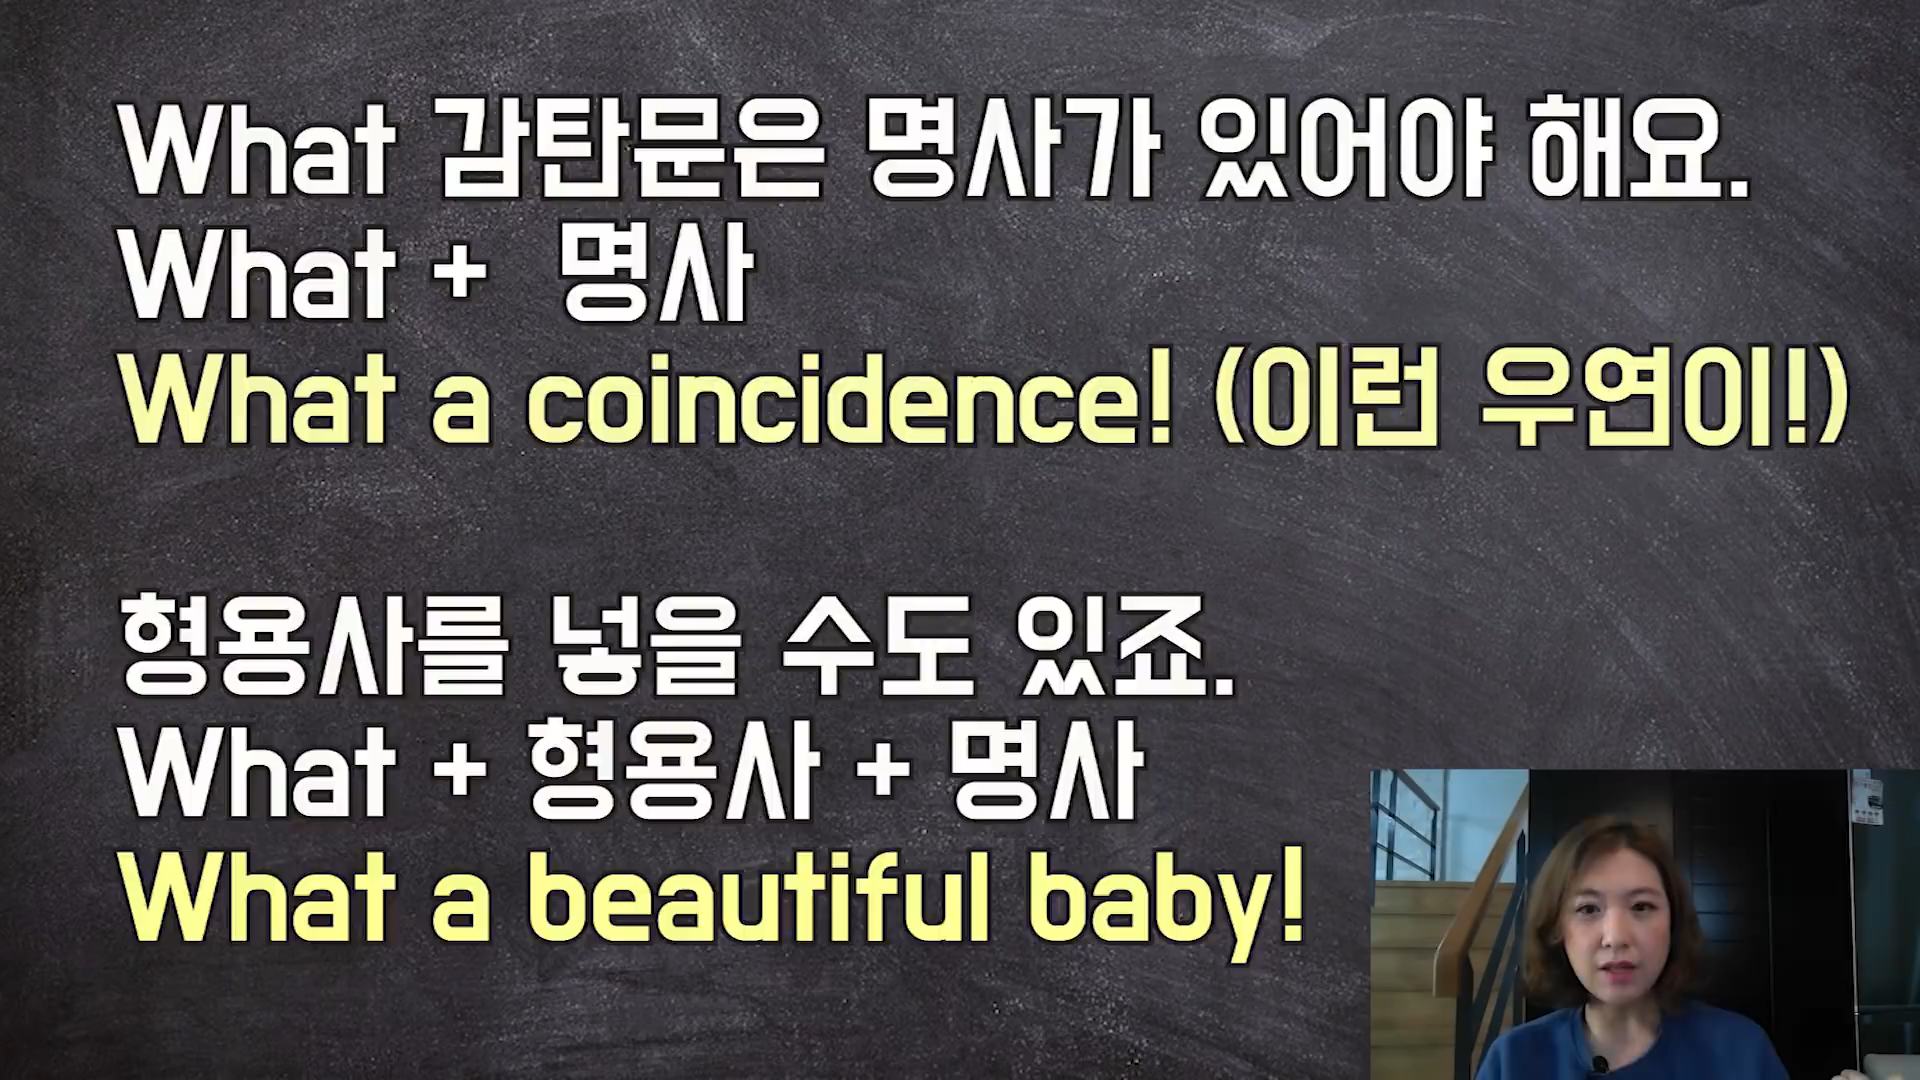 What 감탄문은 명사가 있어야 해요.
What + 명사
What a coincidence! (이런 우연이!)
형용사를 넣을 수도 있죠.
What + 형용사 + 명사
What a beautiful baby!